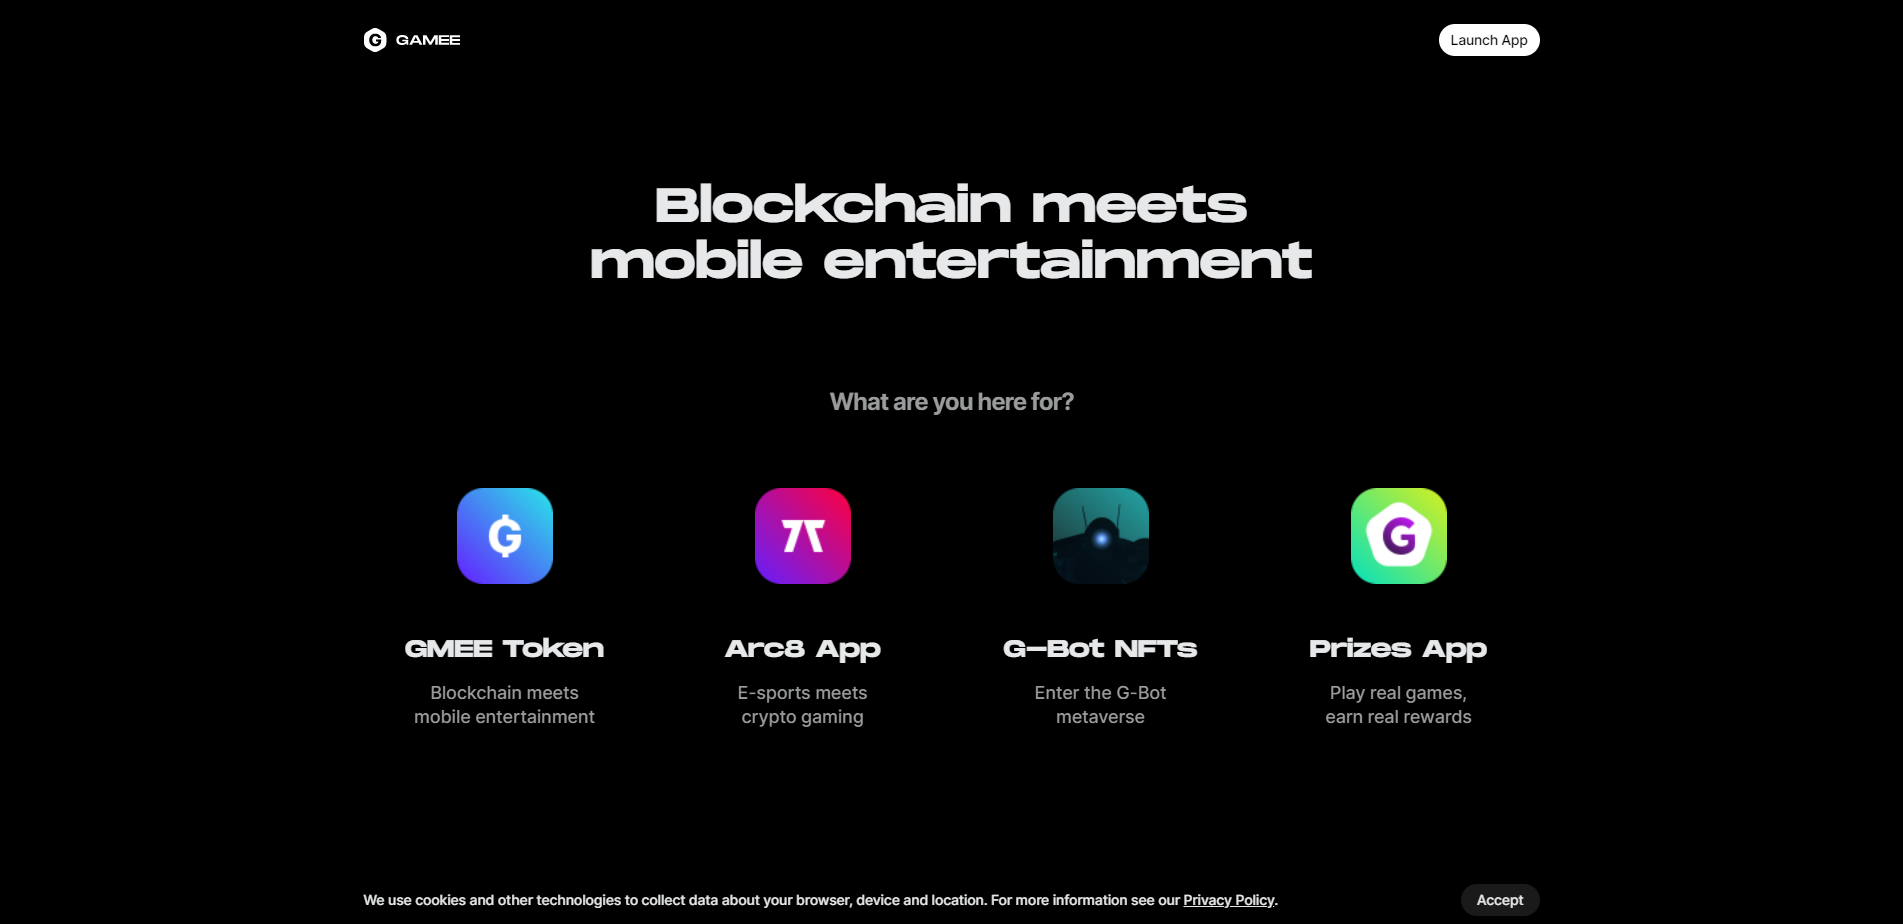 GAMEE
Launch App
Blockchain meets
mobile entertainment
What are you here for?
GMEE Token
Blockchain meets
mobile entertainment
Arc8 App
E-sports meets
crypto gaming
G-Bot NFTs
Enter the G-Bot
metaverse
Prizes App
Play real games,
earn real rewards
We use cookies and other technologies to collect data about your browser, device and location. For more information see our Privacy Policy.
Accept